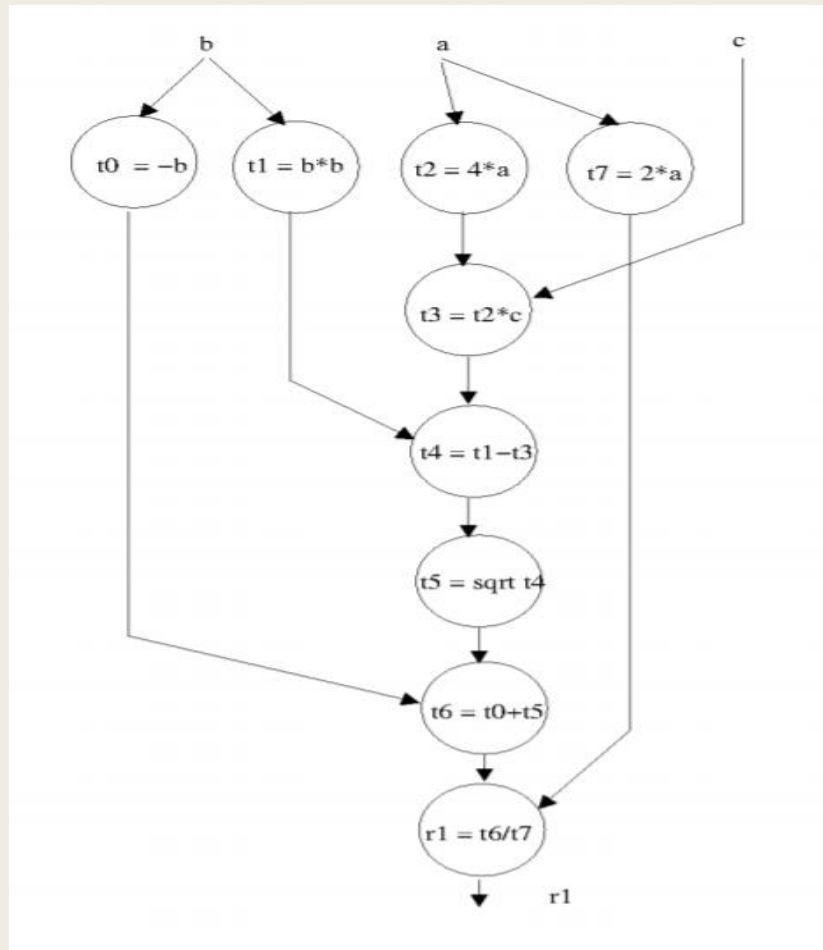 b
a
c
t0 = −b
t1 = b*b
t2 = 4*a
t7 = 2*a
t3 = t2*c
t4 = t1−t3
t5 = sqrt t4
t6 = t0+t5
r1 = t6/t7
r1